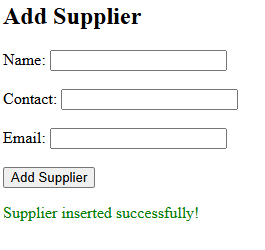 Add Supplier
Name:
Contact:
Email:
Add Supplier
Supplier inserted successfully!